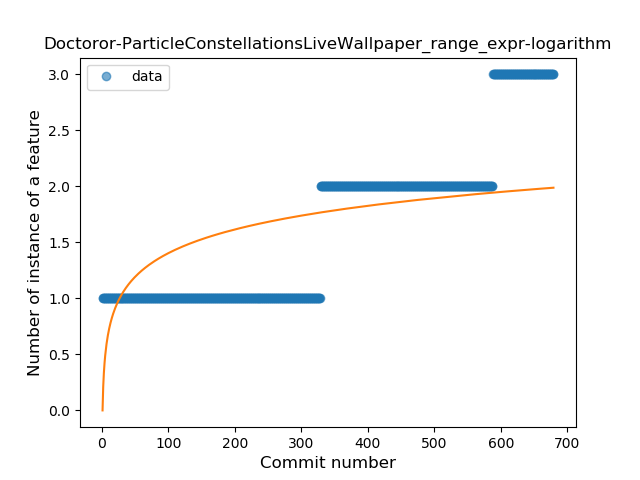 Doctoror-ParticleConstellationsLiveWallpaper_range_expr-logarithm
data
Number of instance of a feature
3.0
2.5
2.0
1.5
1.0
0.5
0.0
0 100 200 300 400 500 600 700
Commit number